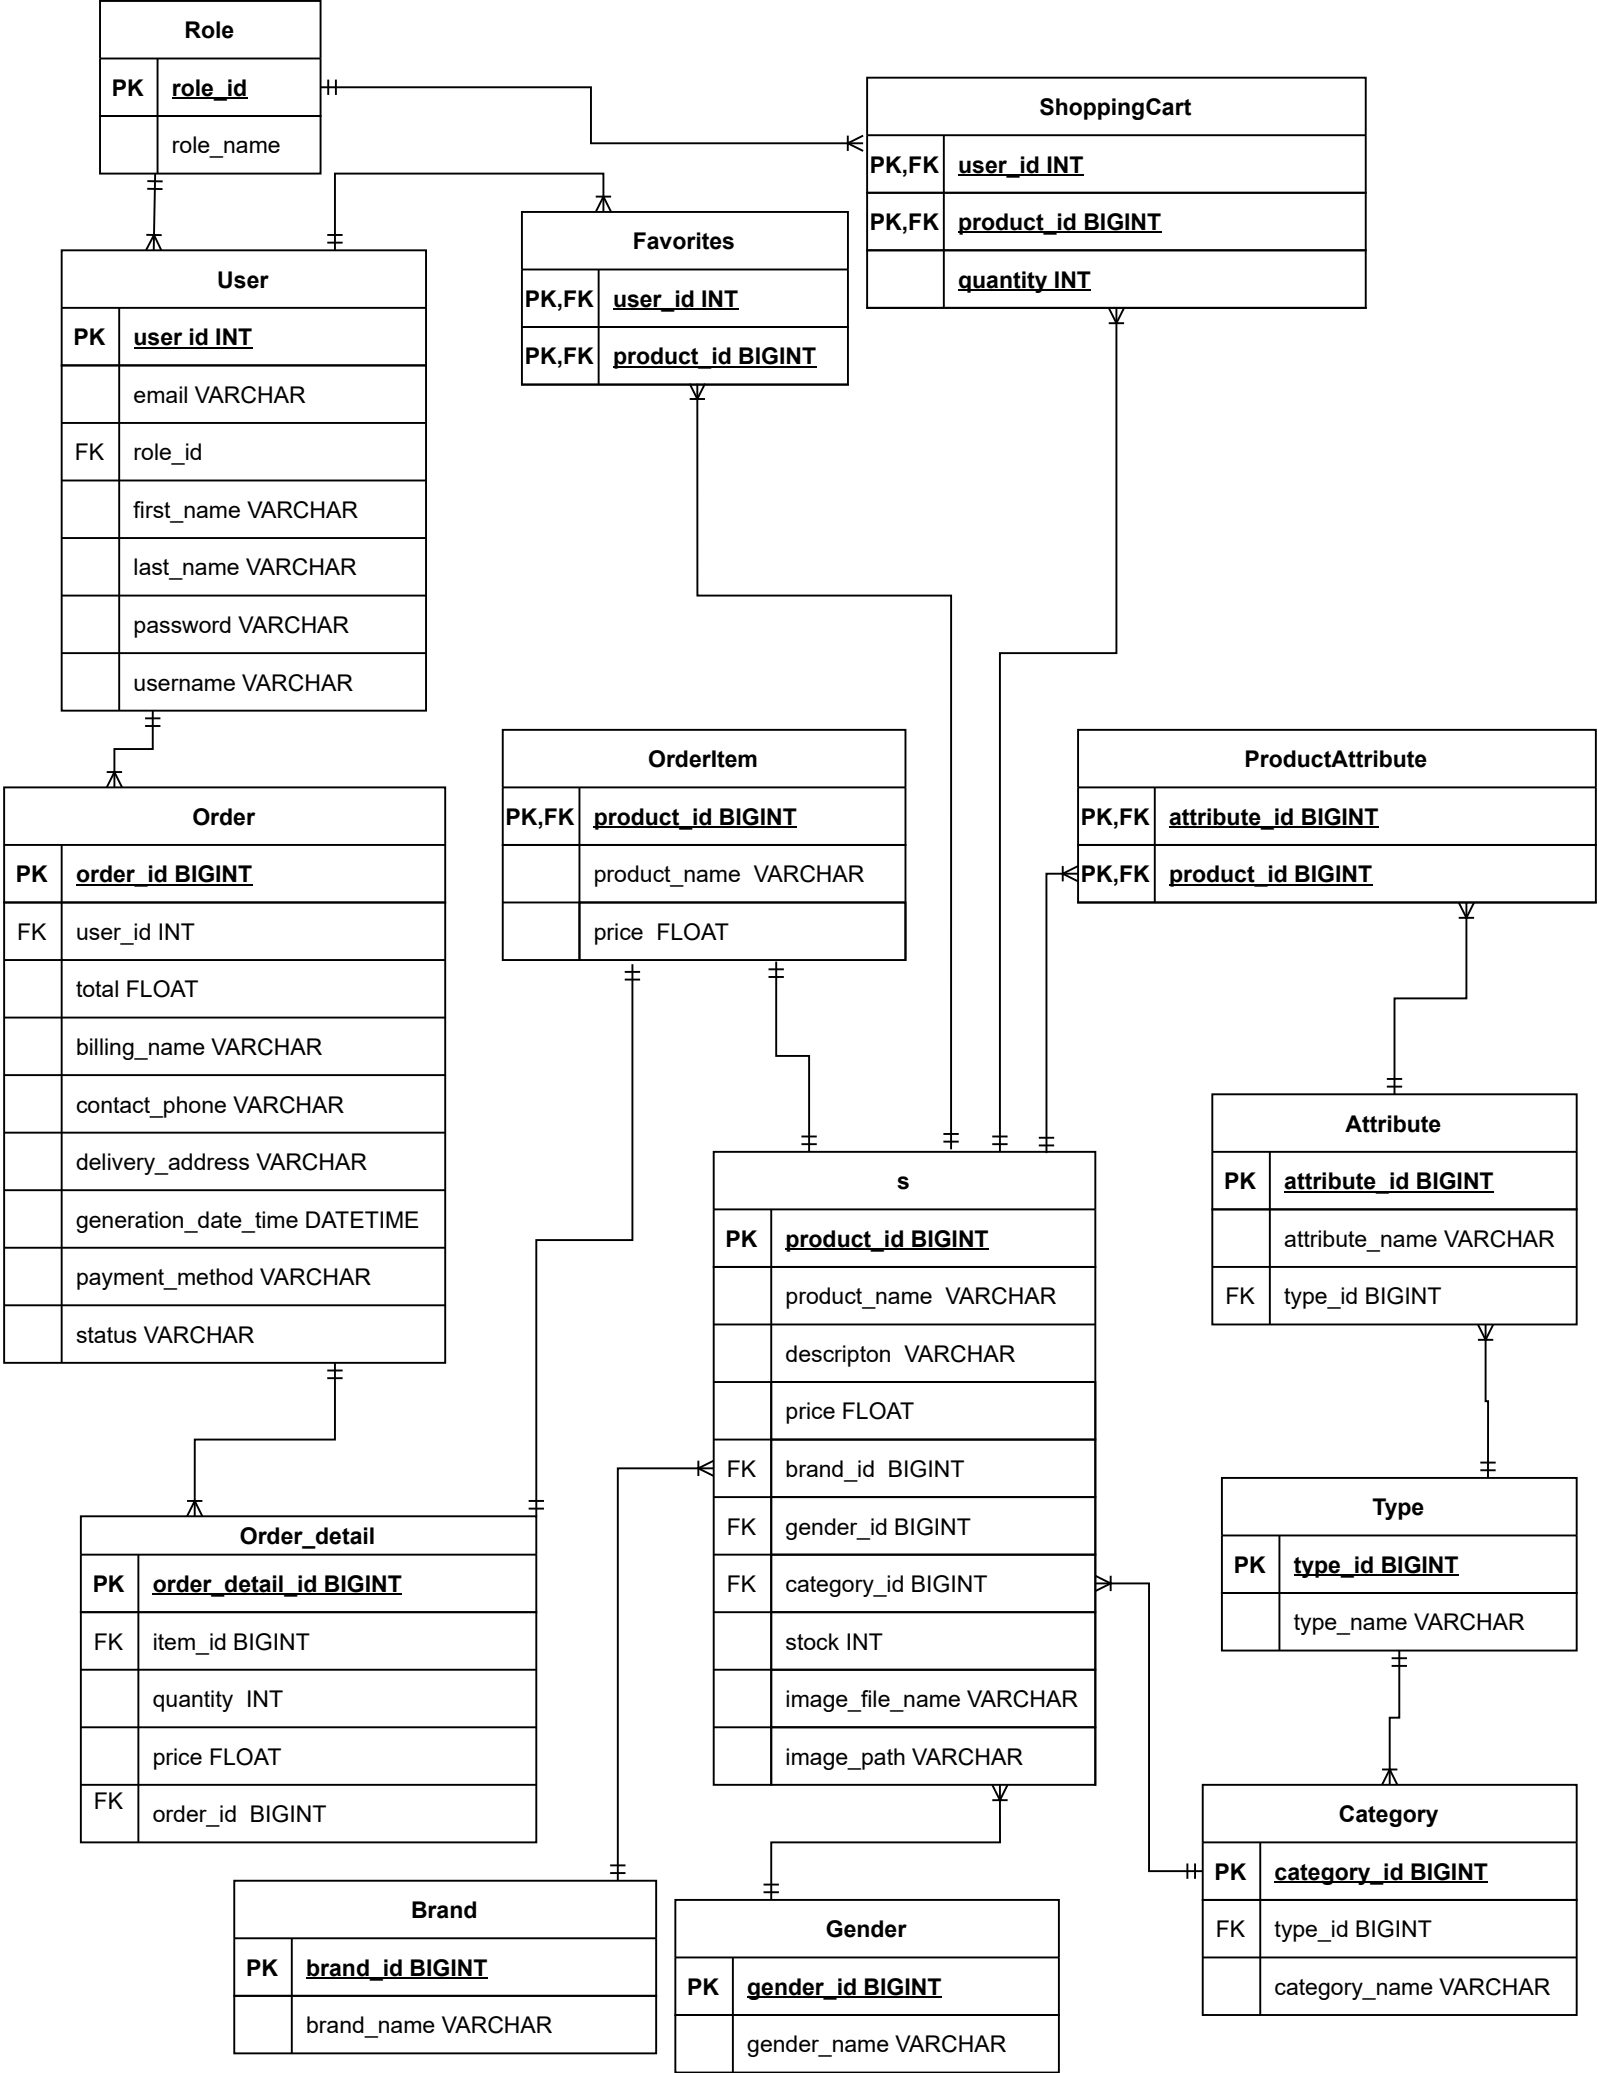 Role
PK role_id
role_name
ShoppingCart
PK,FK user_id INT
PK,FK product_id BIGINT
quantity INT
Favorites
PK,FK user_id INT
PK,FK product_id BIGINT
User
PK user id INT
email VARCHAR
FK role_id
first_name VARCHAR
last_name VARCHAR
password VARCHAR
username VARCHAR
OrderItem
PK,FK product_id BIGINT
product_name VARCHAR
price FLOAT
ProductAttribute
PK,FK attribute_id BIGINT
PK,FK product_id BIGINT
Order
PK order_id BIGINT
FK user_id INT
total FLOAT
billing_name VARCHAR
contact_phone VARCHAR
delivery_address VARCHAR
generation_date_time DATETIME
payment_method VARCHAR
status VARCHAR
Attribute
PK attribute_id BIGINT
attribute_name VARCHAR
FK type_id BIGINT
s
PK product_id BIGINT
product_name VARCHAR
descripton VARCHAR
price FLOAT
FK brand_id BIGINT
FK gender_id BIGINT
FK category_id BIGINT
stock INT
image_file_name VARCHAR
image_path VARCHAR
Type
PK type_id BIGINT
type_name VARCHAR
Order_detail
PK order_detail_id BIGINT
FK item_id BIGINT
quantity INT
price FLOAT
FK order_id BIGINT
Category
PK category_id BIGINT
FK type_id BIGINT
category_name VARCHAR
Brand
PK brand_id BIGINT
brand_name VARCHAR
Gender
PK gender_id BIGINT
gender_name VARCHAR